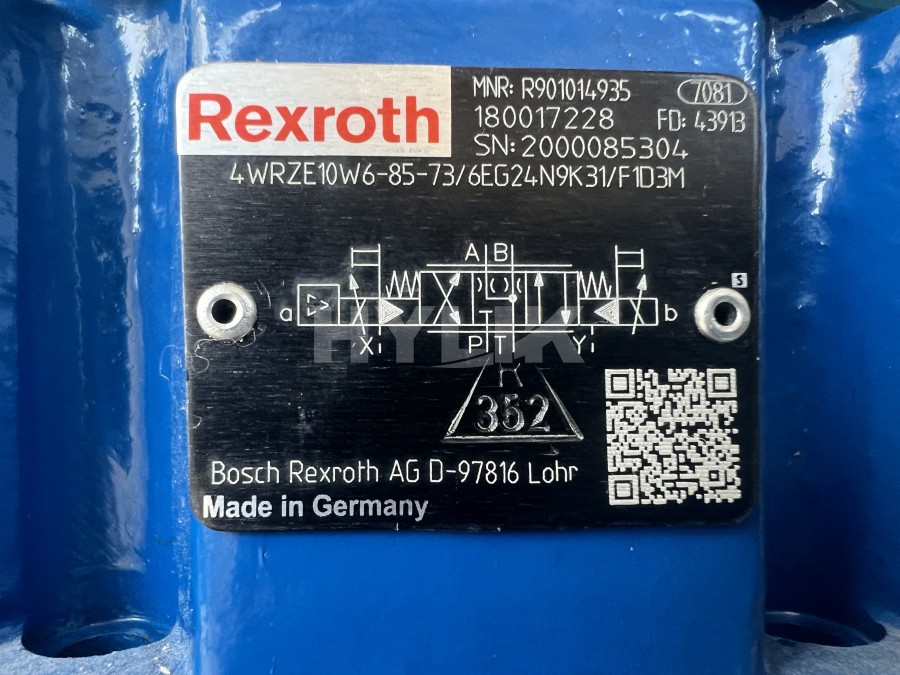 Rexroth
MNR: R901014935 7081
180017228 FD: 43913
SN: 2000085304
4WRZE10W6-85-73/6EG24N9K31/F1D3M
A B
S
a b
X P T Y
HYLIK
K
352
Bosch Rexroth AG D-97816 Lohr
Made in Germany